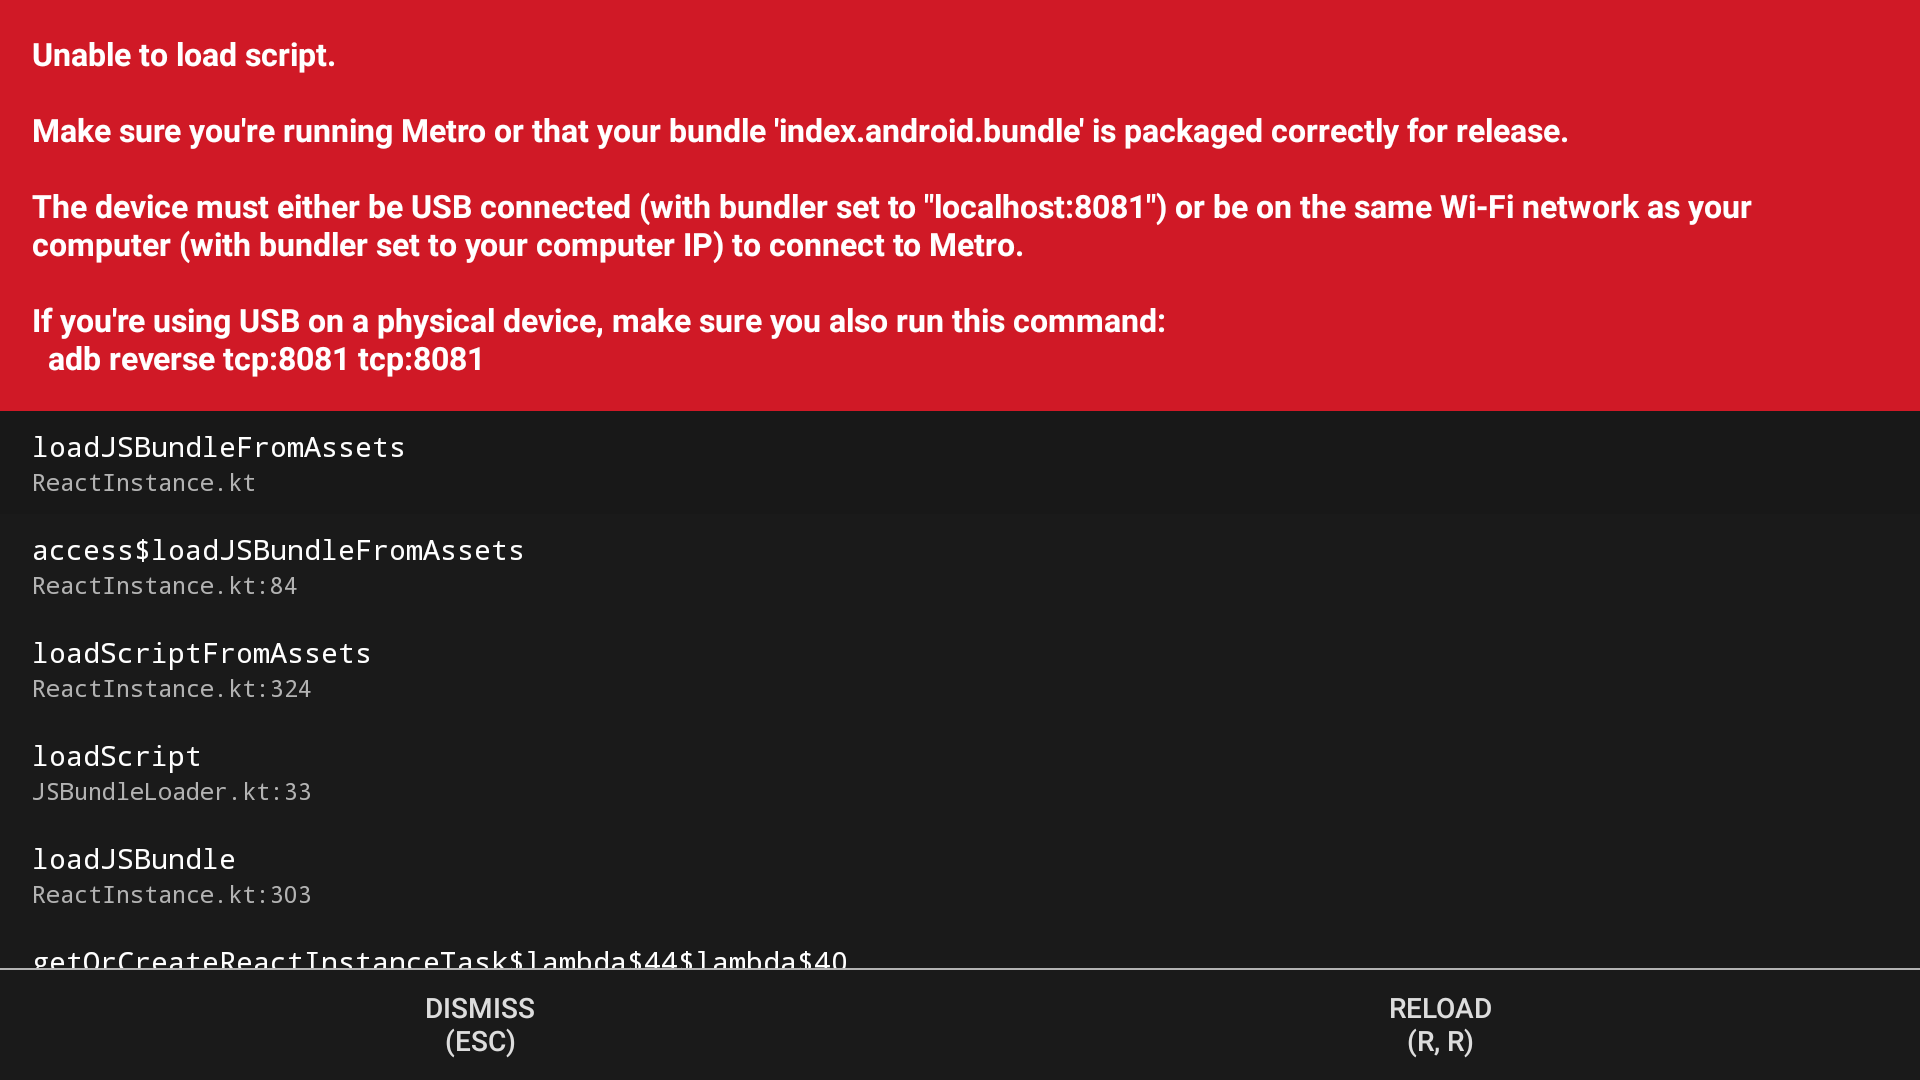 Unable to load script.
Make sure you're running Metro or that your bundle 'index.android.bundle' is packaged correctly for release.
The device must either be USB connected (with bundler set to "localhost:8081") or be on the same Wi-Fi network as your
computer (with bundler set to your computer IP) to connect to Metro.
If you're using USB on a physical device, make sure you also run this command:
adb reverse tcp:8081 tcp:8081
loadJSBundleFromAssets
ReactInstance.kt
access$loadJSBundleFromAssets
ReactInstance.kt:84
loadScriptFromAssets
ReactInstance.kt:324
loadScript
JSBundleLoader.kt:33
loadJSBundle
ReactInstance.kt:303
getOrCreateReactInstanceTask$lambda$44$lambda$40
DISMISS
(ESC)
RELOAD
(R, R)